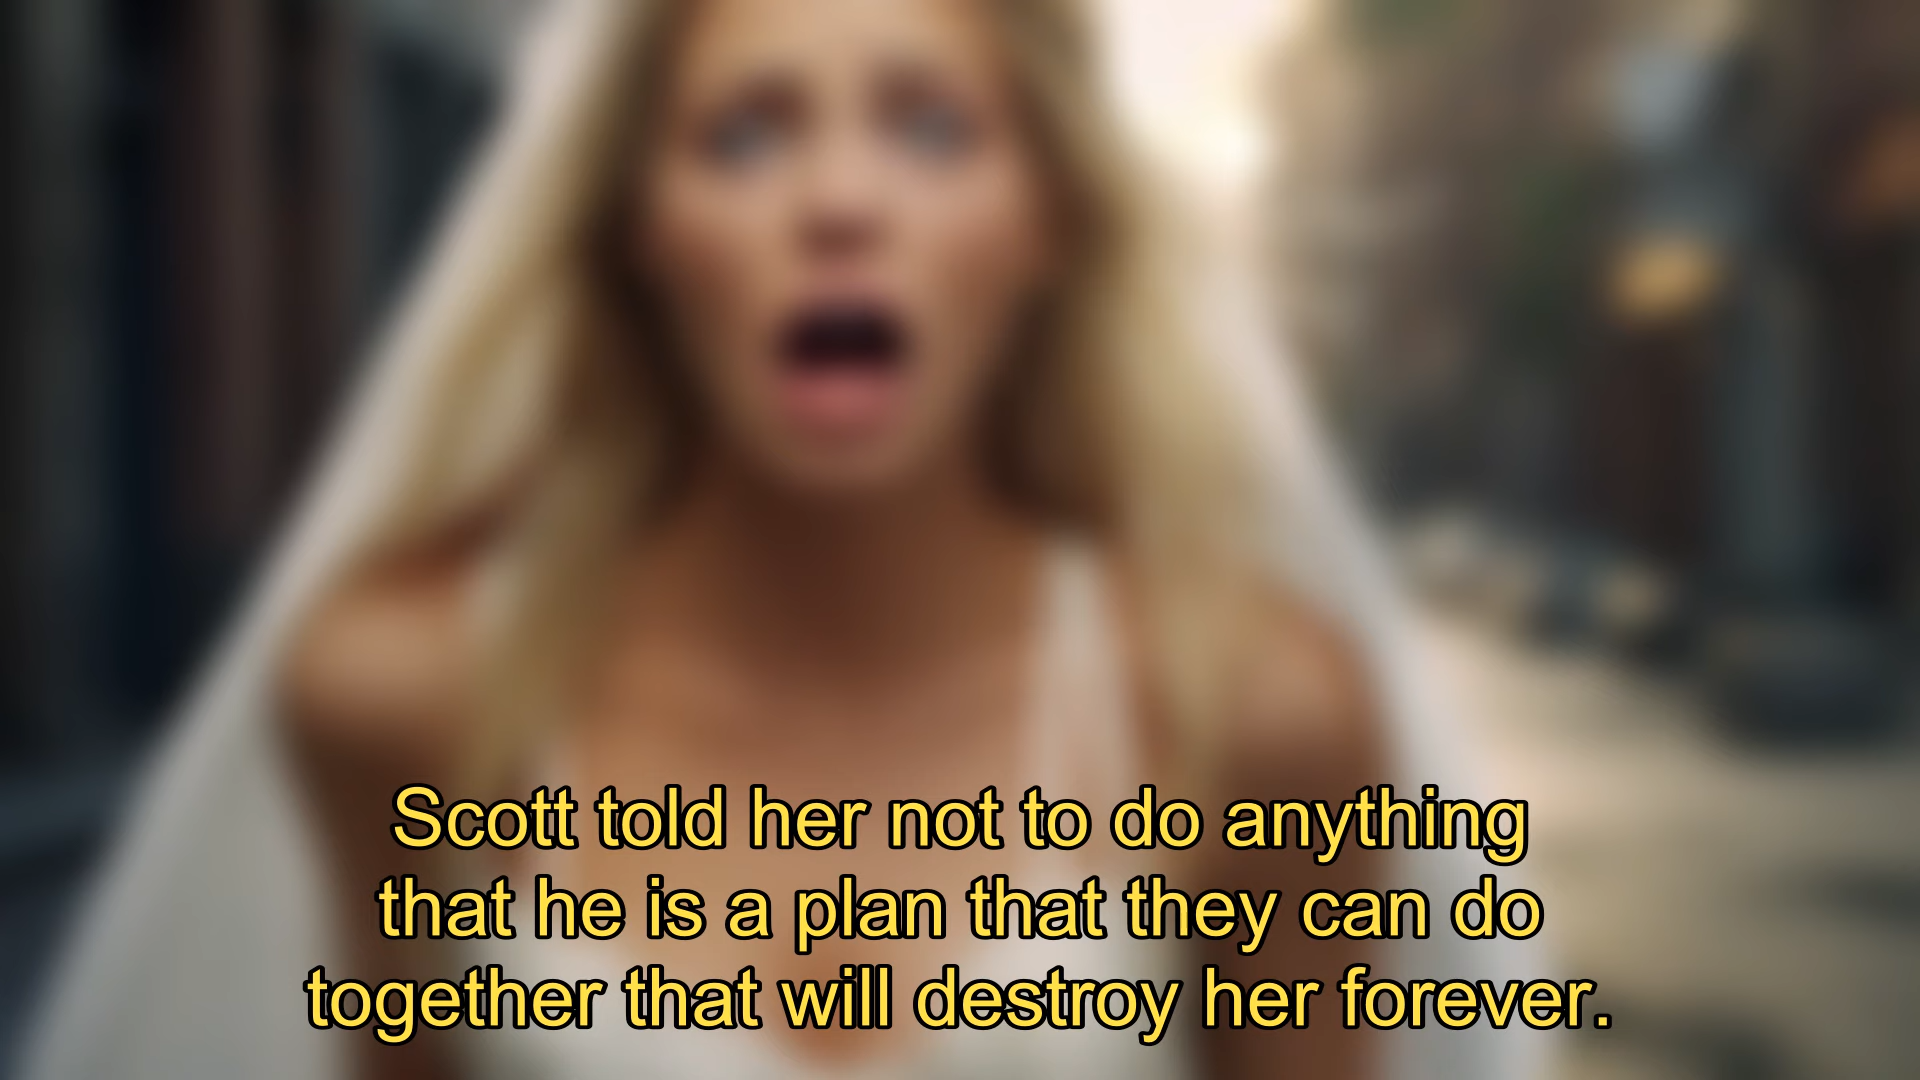 Scott told her not to do anything
that he is a plan that they can do
together that will destroy her forever.